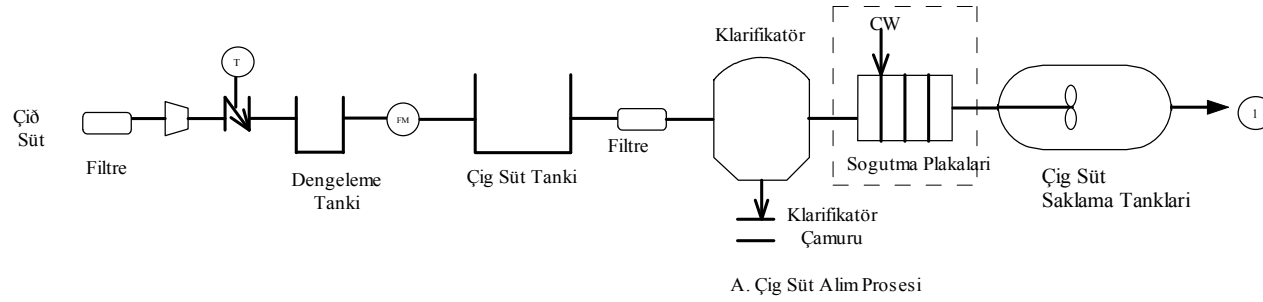 Çið
Süt
Filtre
T
Dengeleme
Tanki
FM
Çig Süt Tanki
Filtre
Klarifikatör
Klarifikatör
Çamuru
CW
Sogutma Plakalari
Çig Süt
Saklama Tanklari
1
A. Çig Süt Alim Prosesi